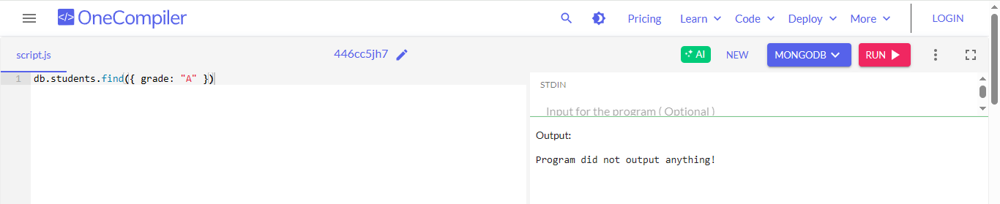 </> OneCompiler
Pricing Learn Code Deploy More LOGIN
script.js 446cc5jh7 AI NEW MONGODB RUN
1 db.students.find({ grade: "A" })
STDIN
Input for the program ( Optional )
Output:
Program did not output anything!